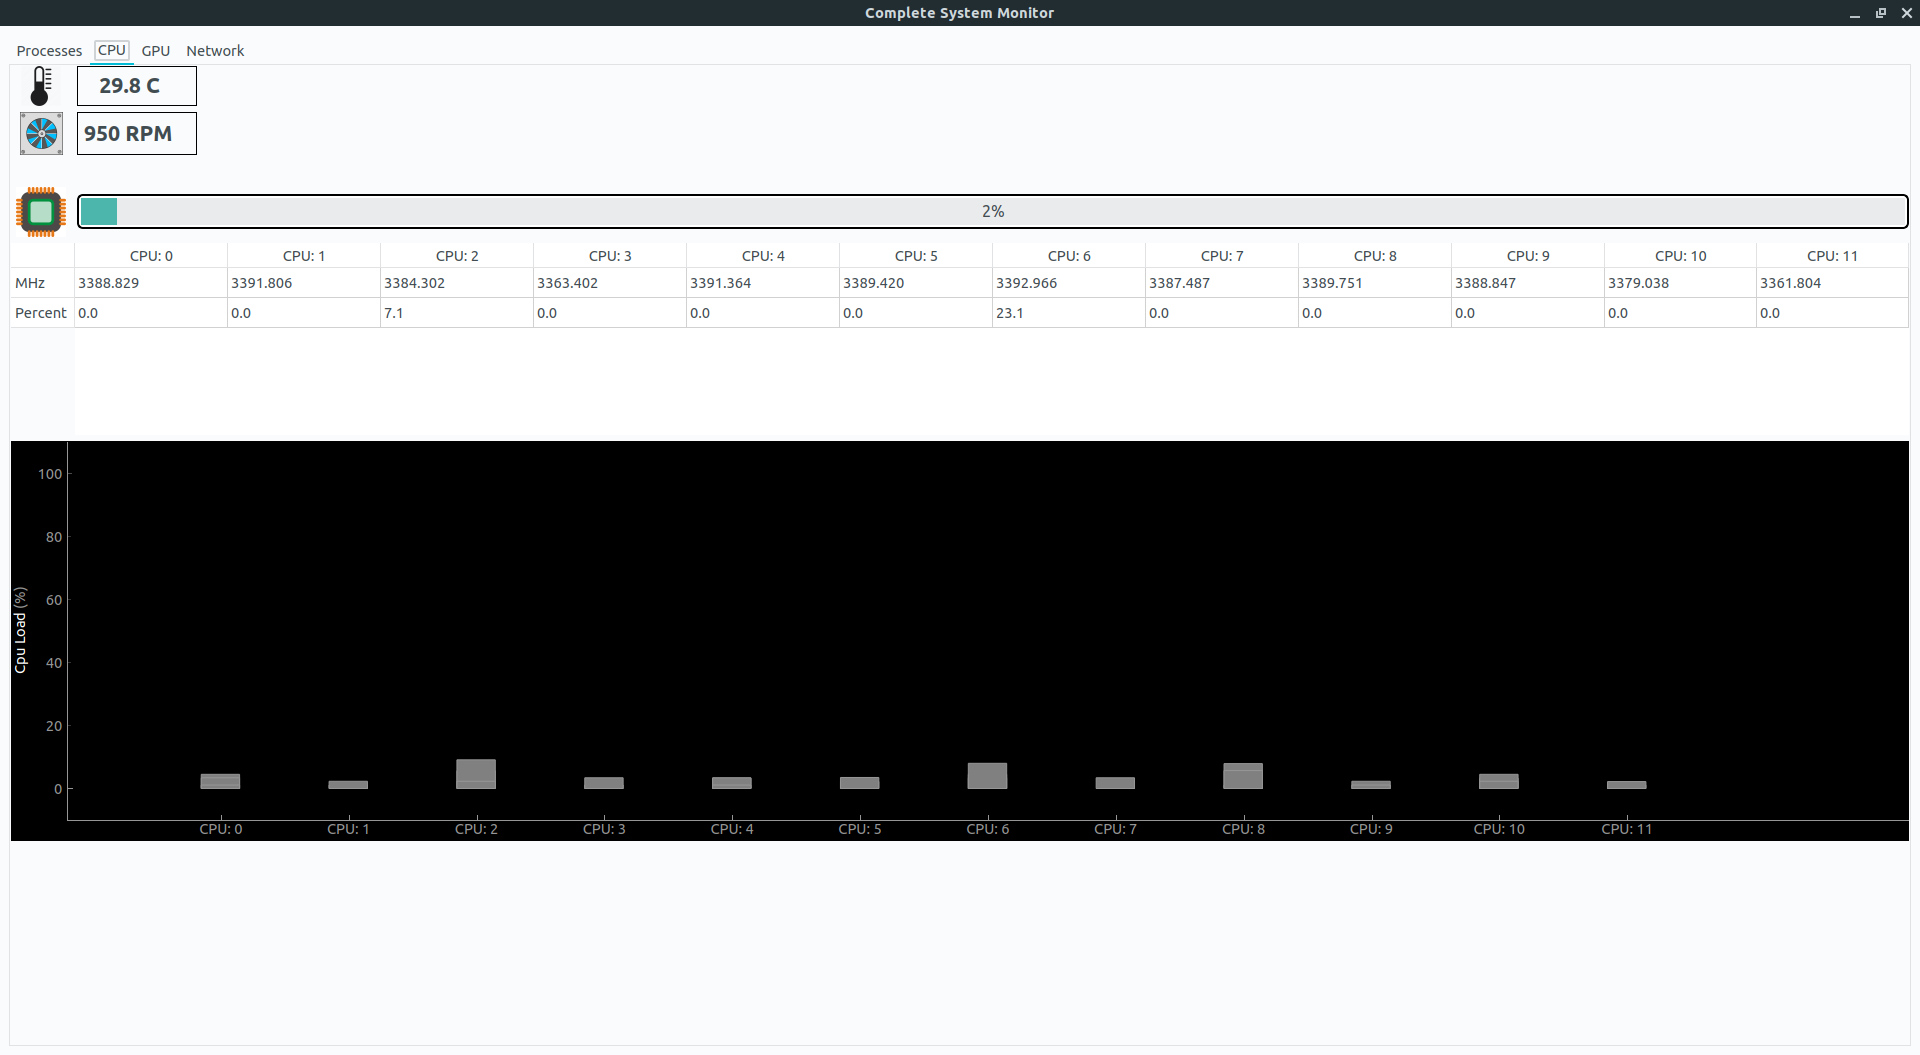 Complete System Monitor
Processes CPU GPU Network
29.8 C
950 RPM
2%
CPU: 0 CPU: 1 CPU: 2 CPU: 3 CPU: 4 CPU: 5 CPU: 6 CPU: 7 CPU: 8 CPU: 9 CPU: 10 CPU: 11
MHz 3388.829 3391.806 3384.302 3363.402 3391.364 3389.420 3392.966 3387.487 3389.751 3388.847 3379.038 3361.804
Percent 0.0 0.0 7.1 0.0 0.0 0.0 23.1 0.0 0.0 0.0 0.0 0.0
Cpu Load (%)
100
80
60
40
20
0
CPU: 0 CPU: 1 CPU: 2 CPU: 3 CPU: 4 CPU: 5 CPU: 6 CPU: 7 CPU: 8 CPU: 9 CPU: 10 CPU: 11